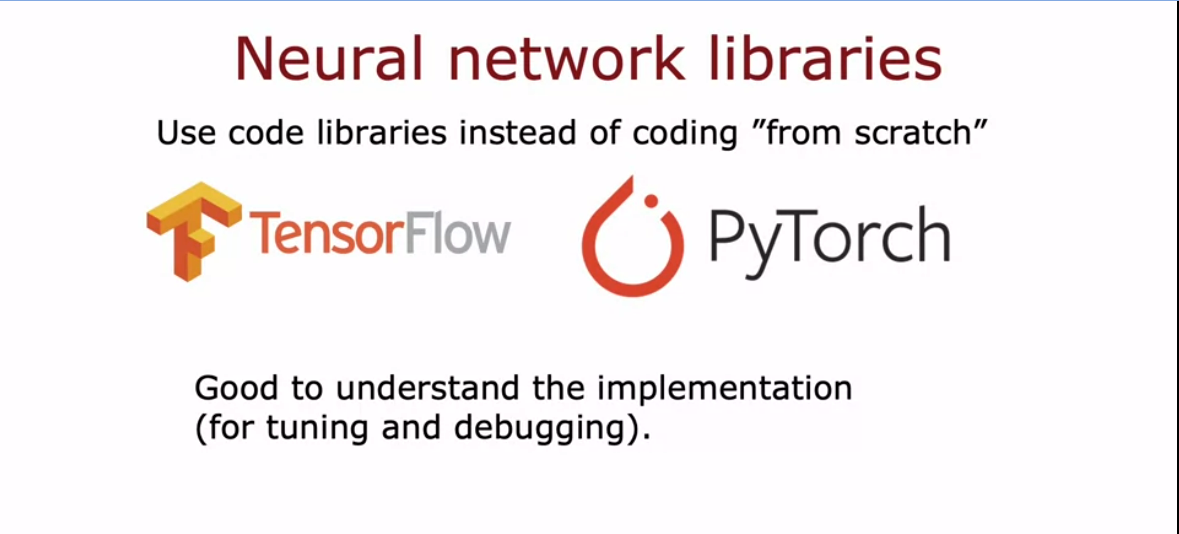 Neural network libraries
Use code libraries instead of coding ”from scratch”
TensorFlow
PyTorch
Good to understand the implementation
(for tuning and debugging).